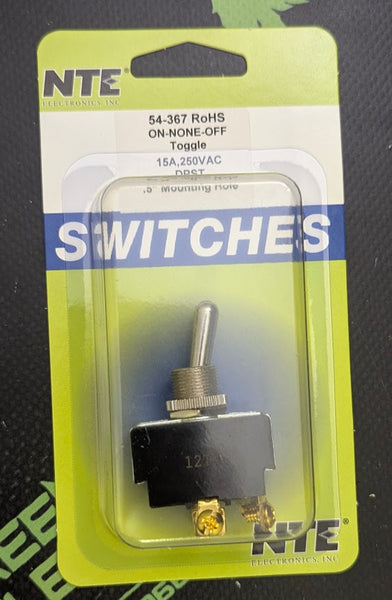 NTE®
ELECTRONICS, INC.
54-367 RoHS
ON-NONE-OFF
Toggle
15A,250VAC
DPST
.5" Mounting Hole
SWITCHES
NTE®
ELECTRONICS, INC